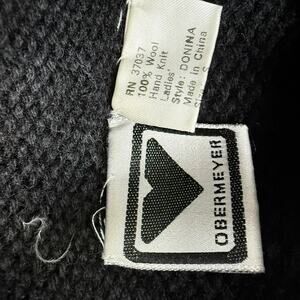 RN 37037
100% Wool
Hand Knit
Ladies'
Style: DONINA
Made in China
OBERMEYER